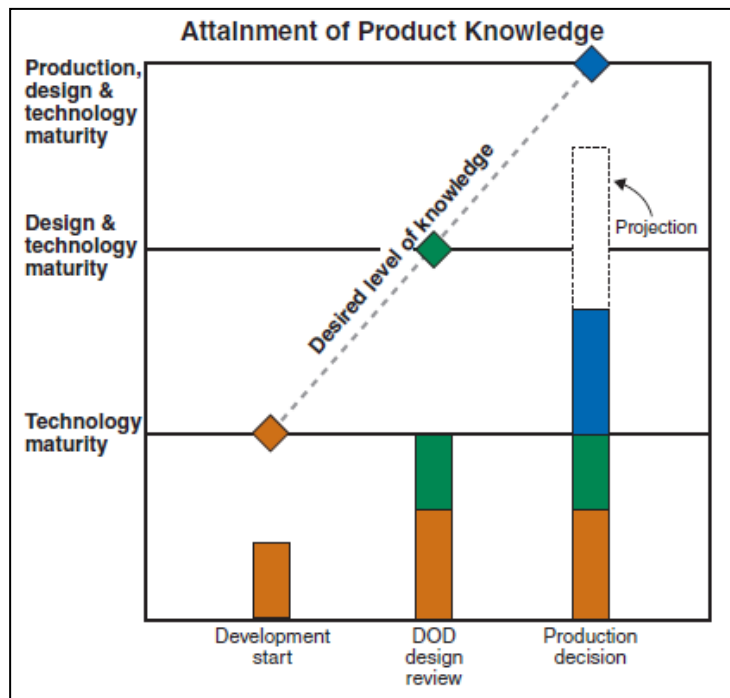 Attainment of Product Knowledge
Production,
design &
technology
maturity
Design &
technology
maturity
Technology
maturity
Desired level of knowledge
Projection
Development
start
DOD
design
review
Production
decision